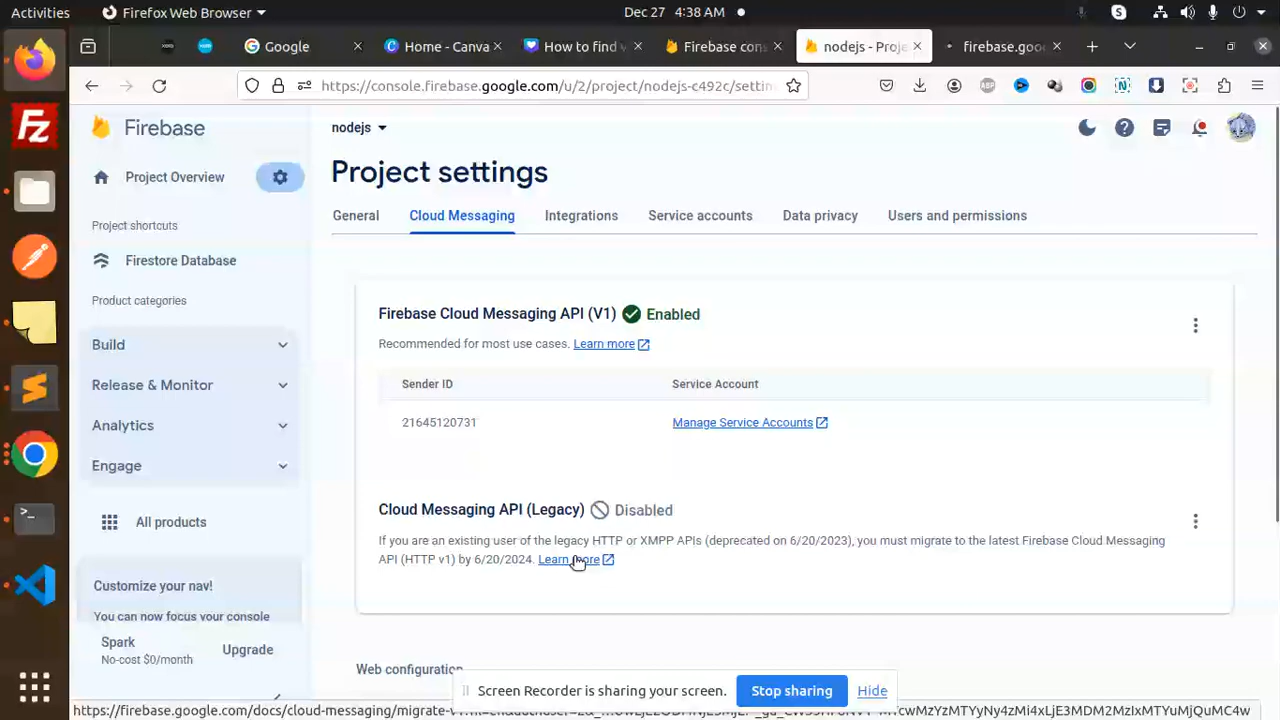 Activities Firefox Web Browser Dec 27 4:38 AM
Google Home - Canva How to find v Firebase con nodejs - Proje firebase.goo
https://console.firebase.google.com/u/2/project/nodejs-c492c/settin
Firebase
nodejs
Project Overview
Project settings
General Cloud Messaging Integrations Service accounts Data privacy Users and permissions
Project shortcuts
Firestore Database
Product categories
Build
Release & Monitor
Analytics
Engage
All products
Customize your nav!
You can now focus your console
Spark
No-cost $0/month
Upgrade
Firebase Cloud Messaging API (V1) Enabled
Recommended for most use cases. Learn more
Sender ID Service Account
21645120731 Manage Service Accounts
Cloud Messaging API (Legacy) Disabled
If you are an existing user of the legacy HTTP or XMPP APIs (deprecated on 6/20/2023), you must migrate to the latest Firebase Cloud Messaging
API (HTTP v1) by 6/20/2024. Learn more
Web configuration
Screen Recorder is sharing your screen. Stop sharing Hide